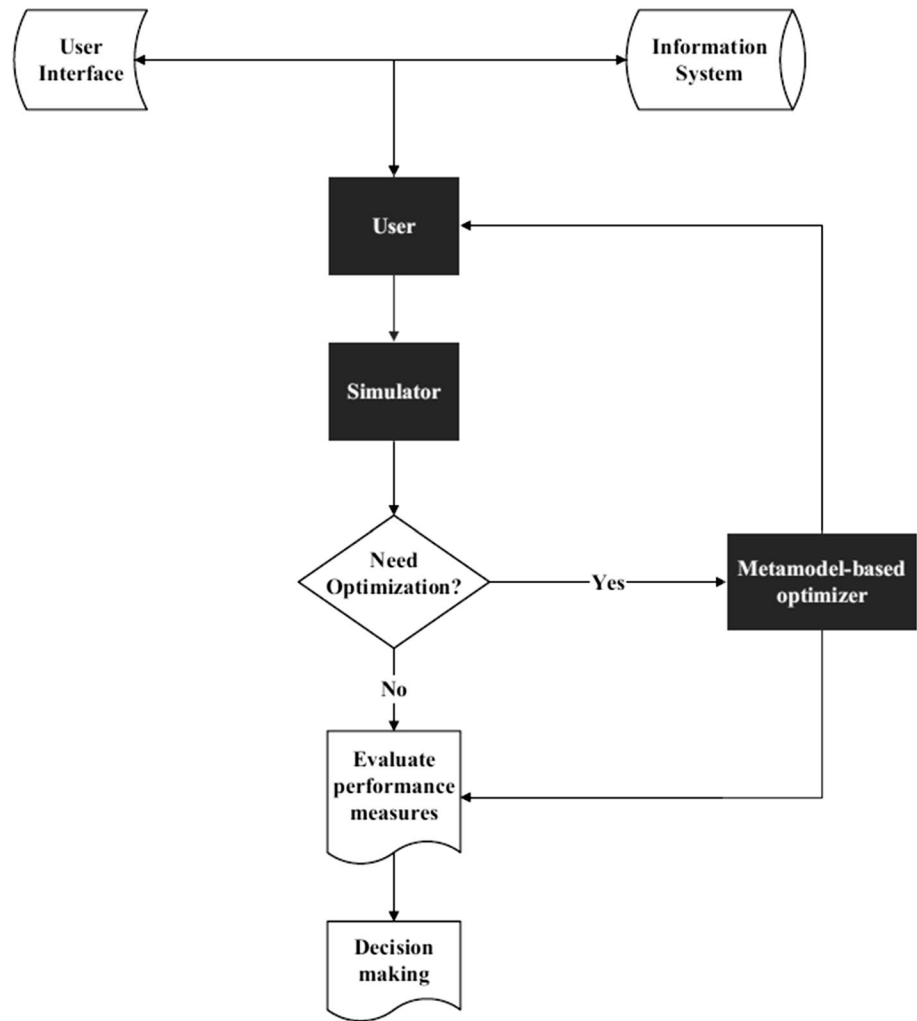 User
Interface
Information
System
User
Simulator
Need
Optimization?
Yes
Metamodel-based
optimizer
No
Evaluate
performance
measures
Decision
making